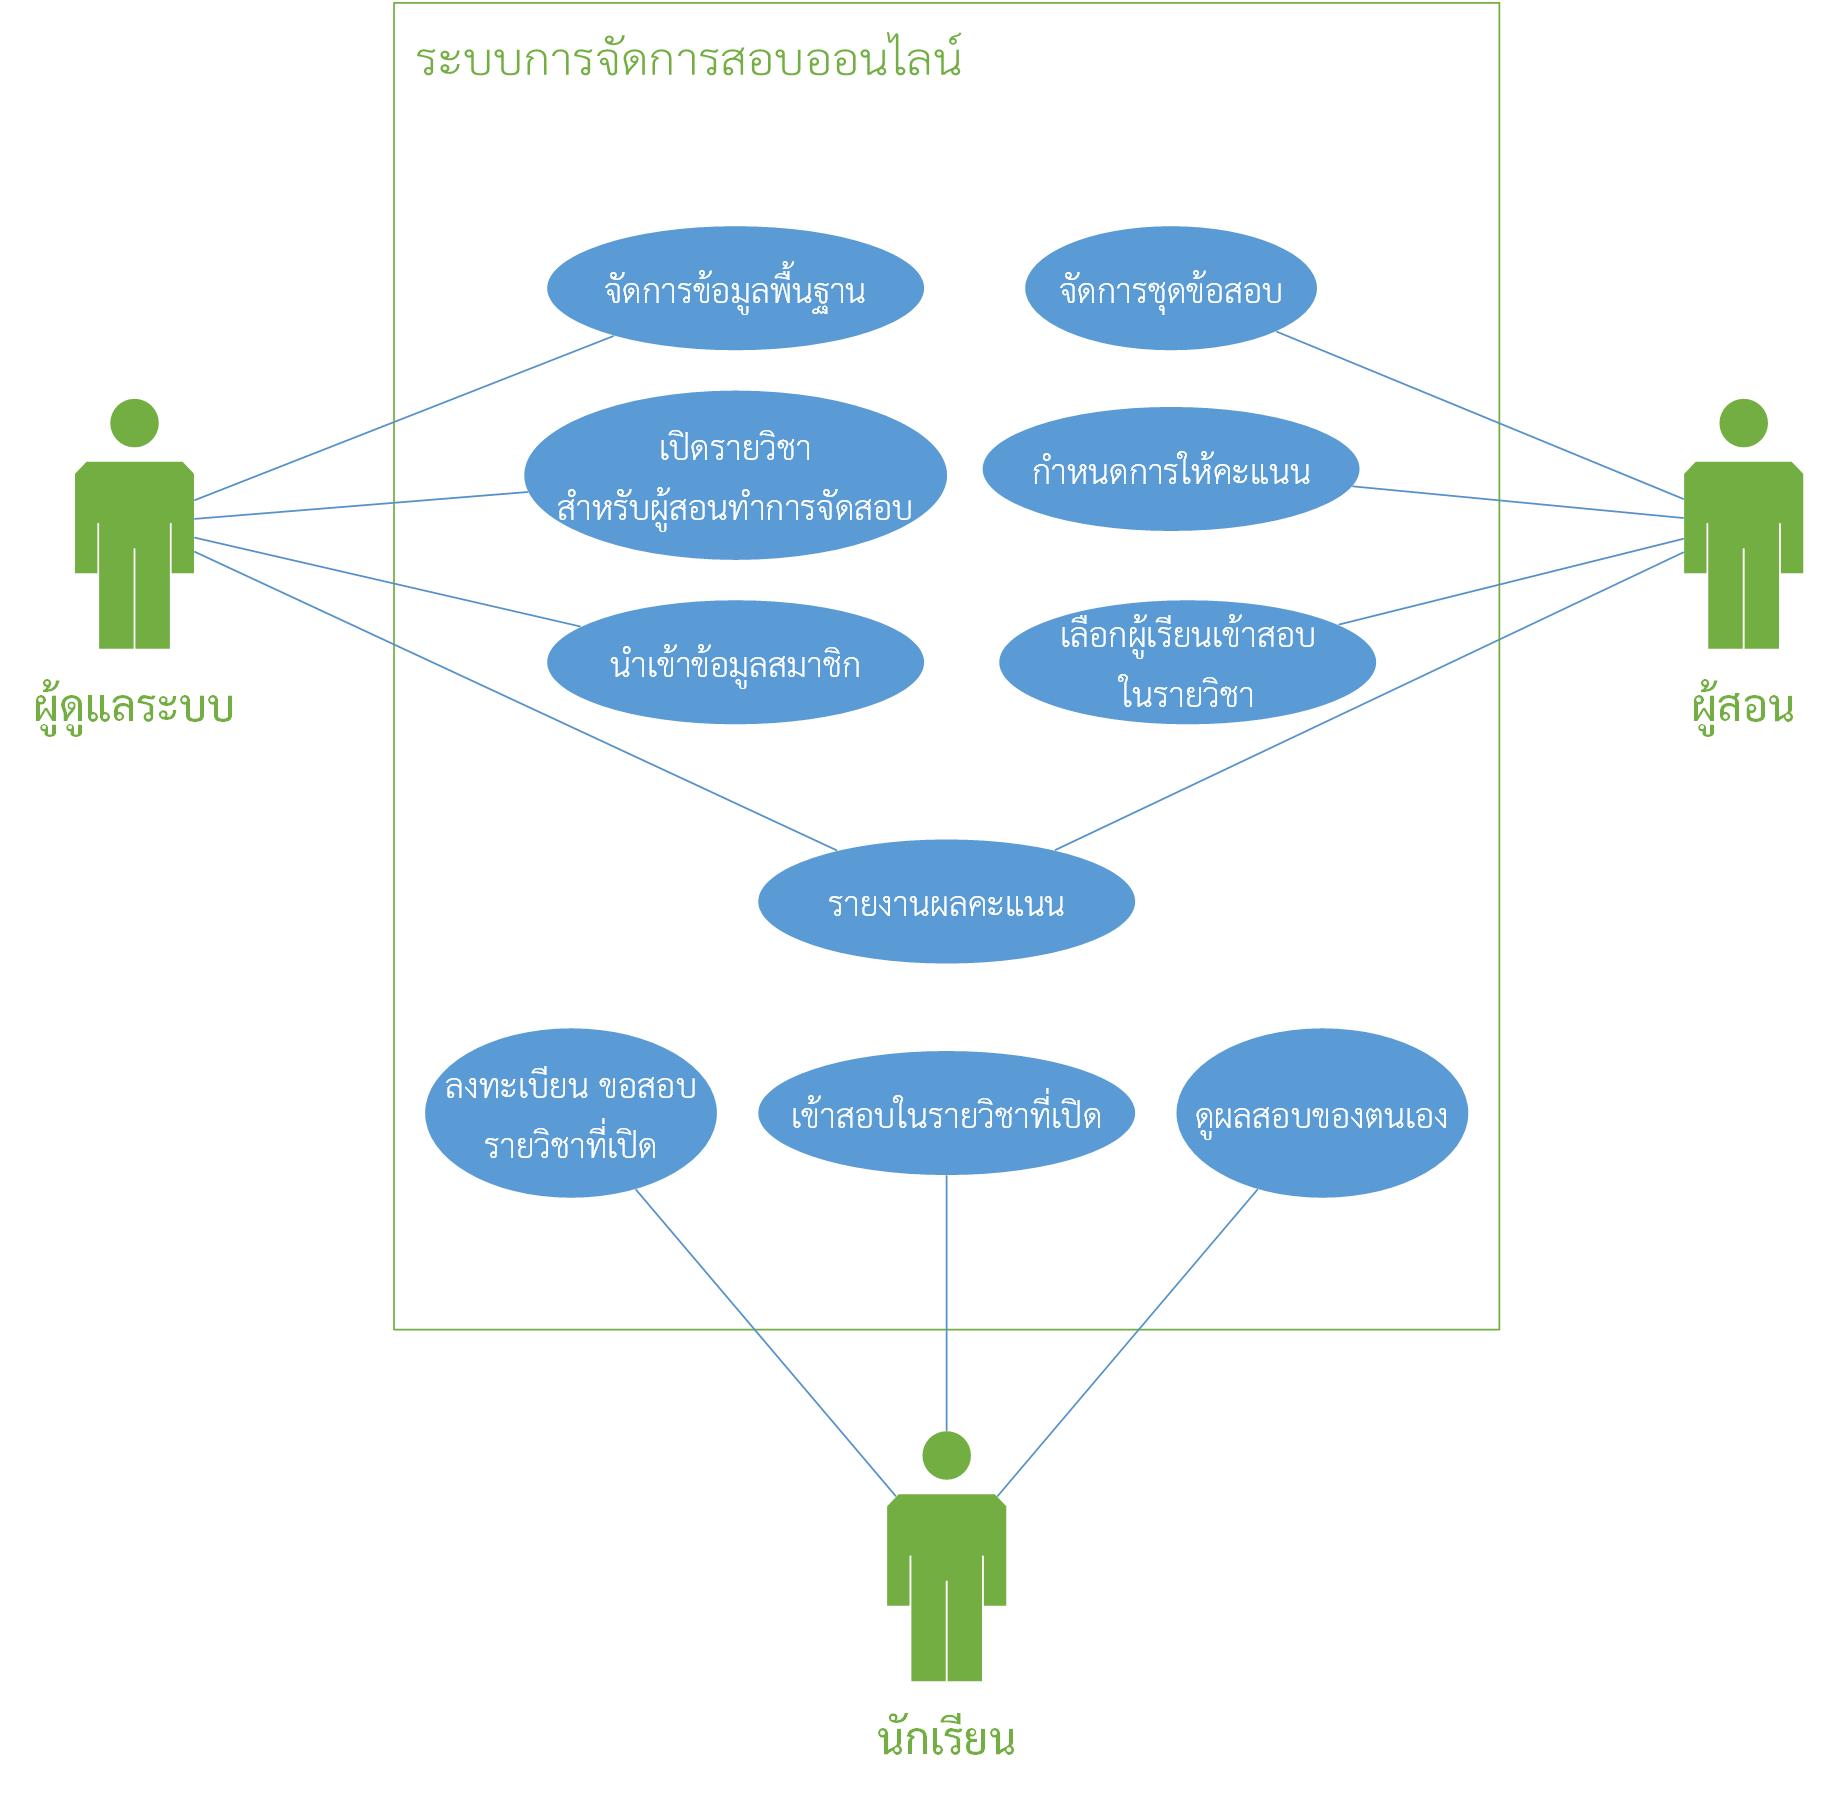 ระบบการจัดการสอบออนไลน์
จัดการข้อมูลพื้นฐาน
จัดการชุดข้อสอบ
เปิดรายวิชา
สำหรับผู้สอนทำการจัดสอบ
กำหนดการให้คะแนน
นำเข้าข้อมูลสมาชิก
เลือกผู้เรียนเข้าสอบ
ในรายวิชา
ผู้ดูแลระบบ
ผู้สอน
รายงานผลคะแนน
ลงทะเบียน ขอสอบ
รายวิชาที่เปิด
เข้าสอบในรายวิชาที่เปิด
ดูผลสอบของตนเอง
นักเรียน